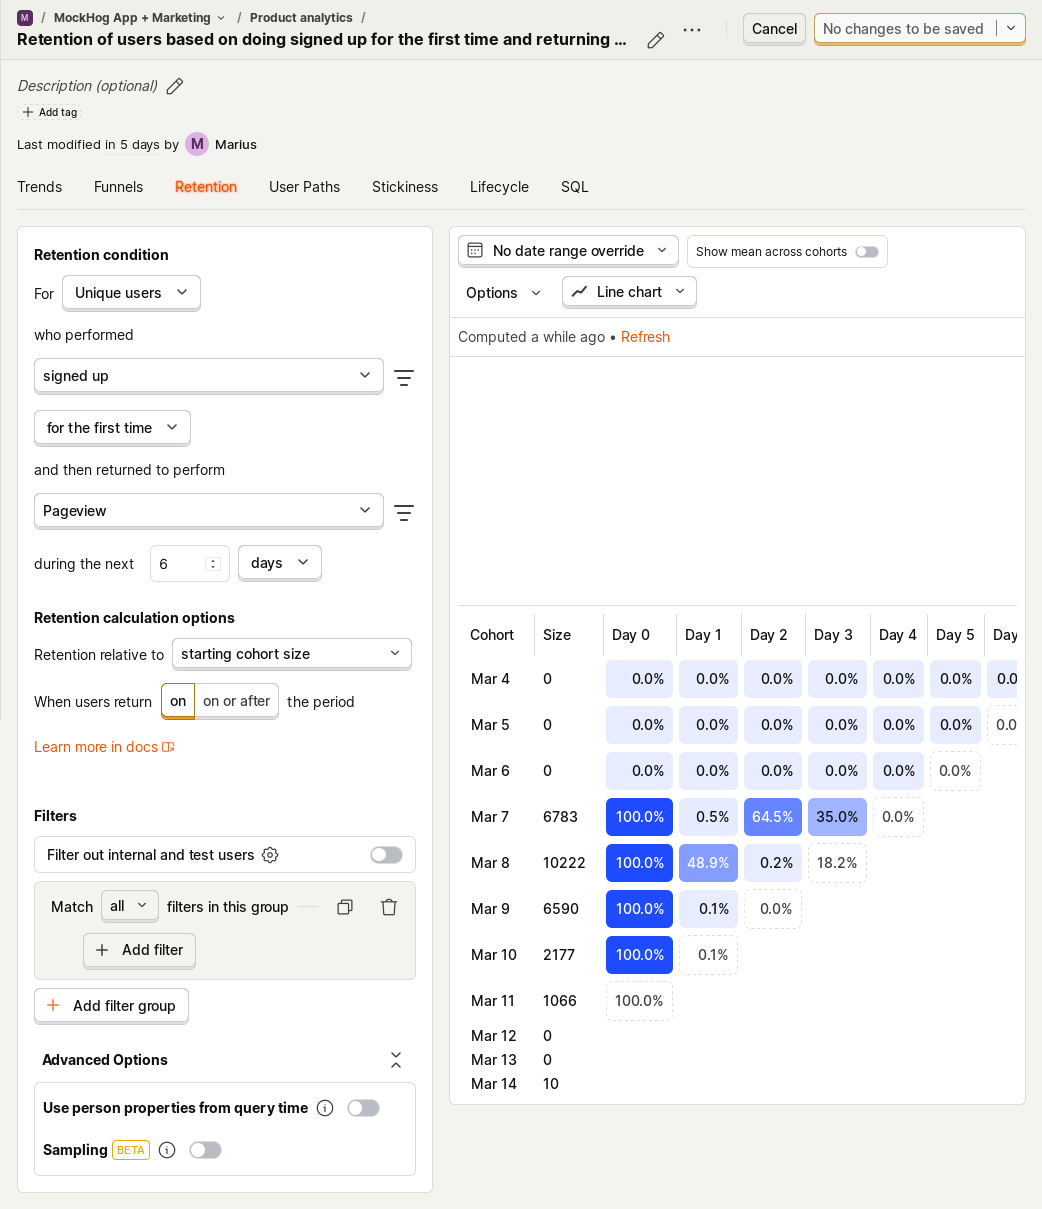 M / MockHog App + Marketing / Product analytics /
Retention of users based on doing signed up for the first time and returning ...
Cancel
No changes to be saved
Description (optional)
Add tag
Last modified in 5 days by M Marius
Trends Funnels Retention User Paths Stickiness Lifecycle SQL
Retention condition
For Unique users
who performed
signed up
for the first time
and then returned to perform
Pageview
during the next 6 days
Retention calculation options
Retention relative to starting cohort size
When users return on on or after the period
Learn more in docs
Filters
Filter out internal and test users
Match all filters in this group
Add filter
Add filter group
Advanced Options
Use person properties from query time
Sampling BETA
No date range override
Show mean across cohorts
Options
Line chart
Computed a while ago • Refresh
Cohort Size Day 0 Day 1 Day 2 Day 3 Day 4 Day 5 Day
Mar 4 0 0.0% 0.0% 0.0% 0.0% 0.0% 0.0% 0.0
Mar 5 0 0.0% 0.0% 0.0% 0.0% 0.0% 0.0% 0.0
Mar 6 0 0.0% 0.0% 0.0% 0.0% 0.0% 0.0%
Mar 7 6783 100.0% 0.5% 64.5% 35.0% 0.0%
Mar 8 10222 100.0% 48.9% 0.2% 18.2%
Mar 9 6590 100.0% 0.1% 0.0%
Mar 10 2177 100.0% 0.1%
Mar 11 1066 100.0%
Mar 12 0
Mar 13 0
Mar 14 10